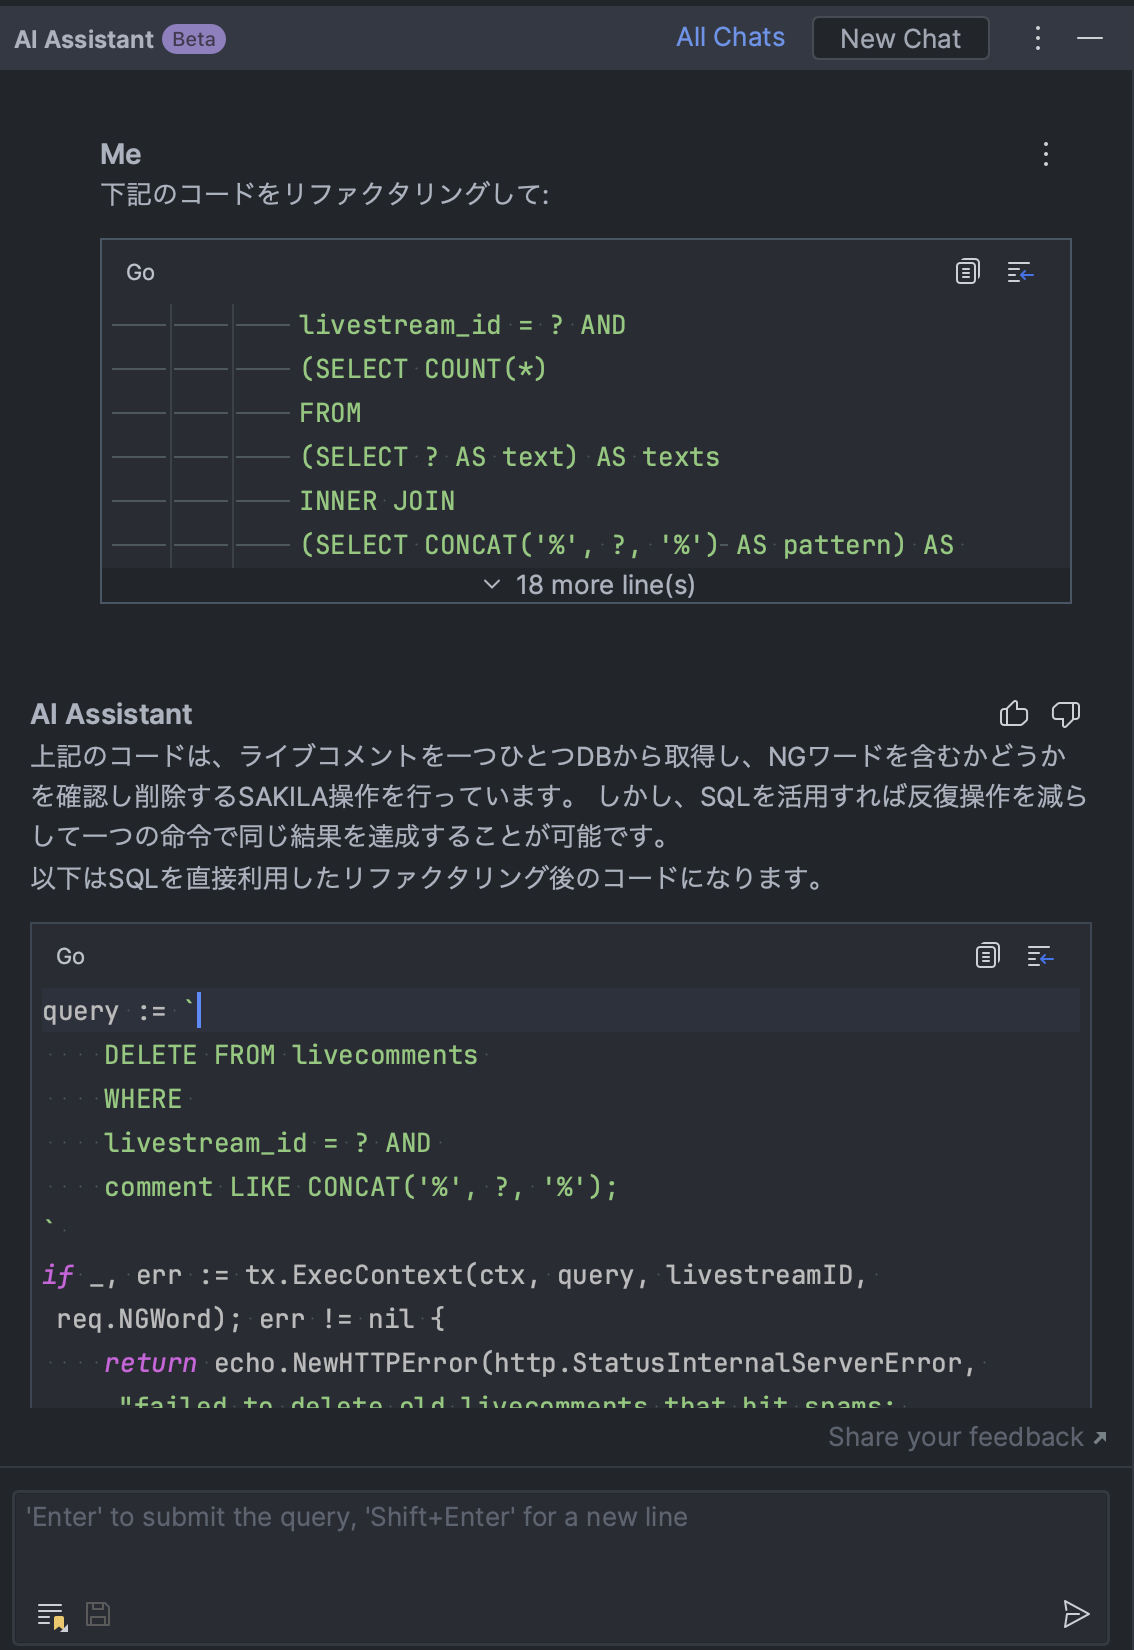 AI Assistant Beta All Chats New Chat
Me
下記のコードをリファクタリングして:
Go
livestream_id = ? AND
(SELECT COUNT(*)
FROM
(SELECT ? AS text) AS texts
INNER JOIN
(SELECT CONCAT('%', ?, '%') AS pattern) AS
18 more line(s)
AI Assistant
上記のコードは、ライブコメントを一つひとつDBから取得し、NGワードを含むかどうか
を確認し削除するSAKILA操作を行っています。 しかし、SQLを活用すれば反復操作を減ら
して一つの命令で同じ結果を達成することが可能です。
以下はSQLを直接利用したリファクタリング後のコードになります。
Go
query := `
DELETE FROM livecomments
WHERE
livestream_id = ? AND
comment LIKE CONCAT('%', ?, '%');
`
if _, err := tx.ExecContext(ctx, query, livestreamID,
req.NGWord); err != nil {
return echo.NewHTTPError(http.StatusInternalServerError,
"failed to delete old livecomments that hit spams:
Share your feedback
'Enter' to submit the query, 'Shift+Enter' for a new line